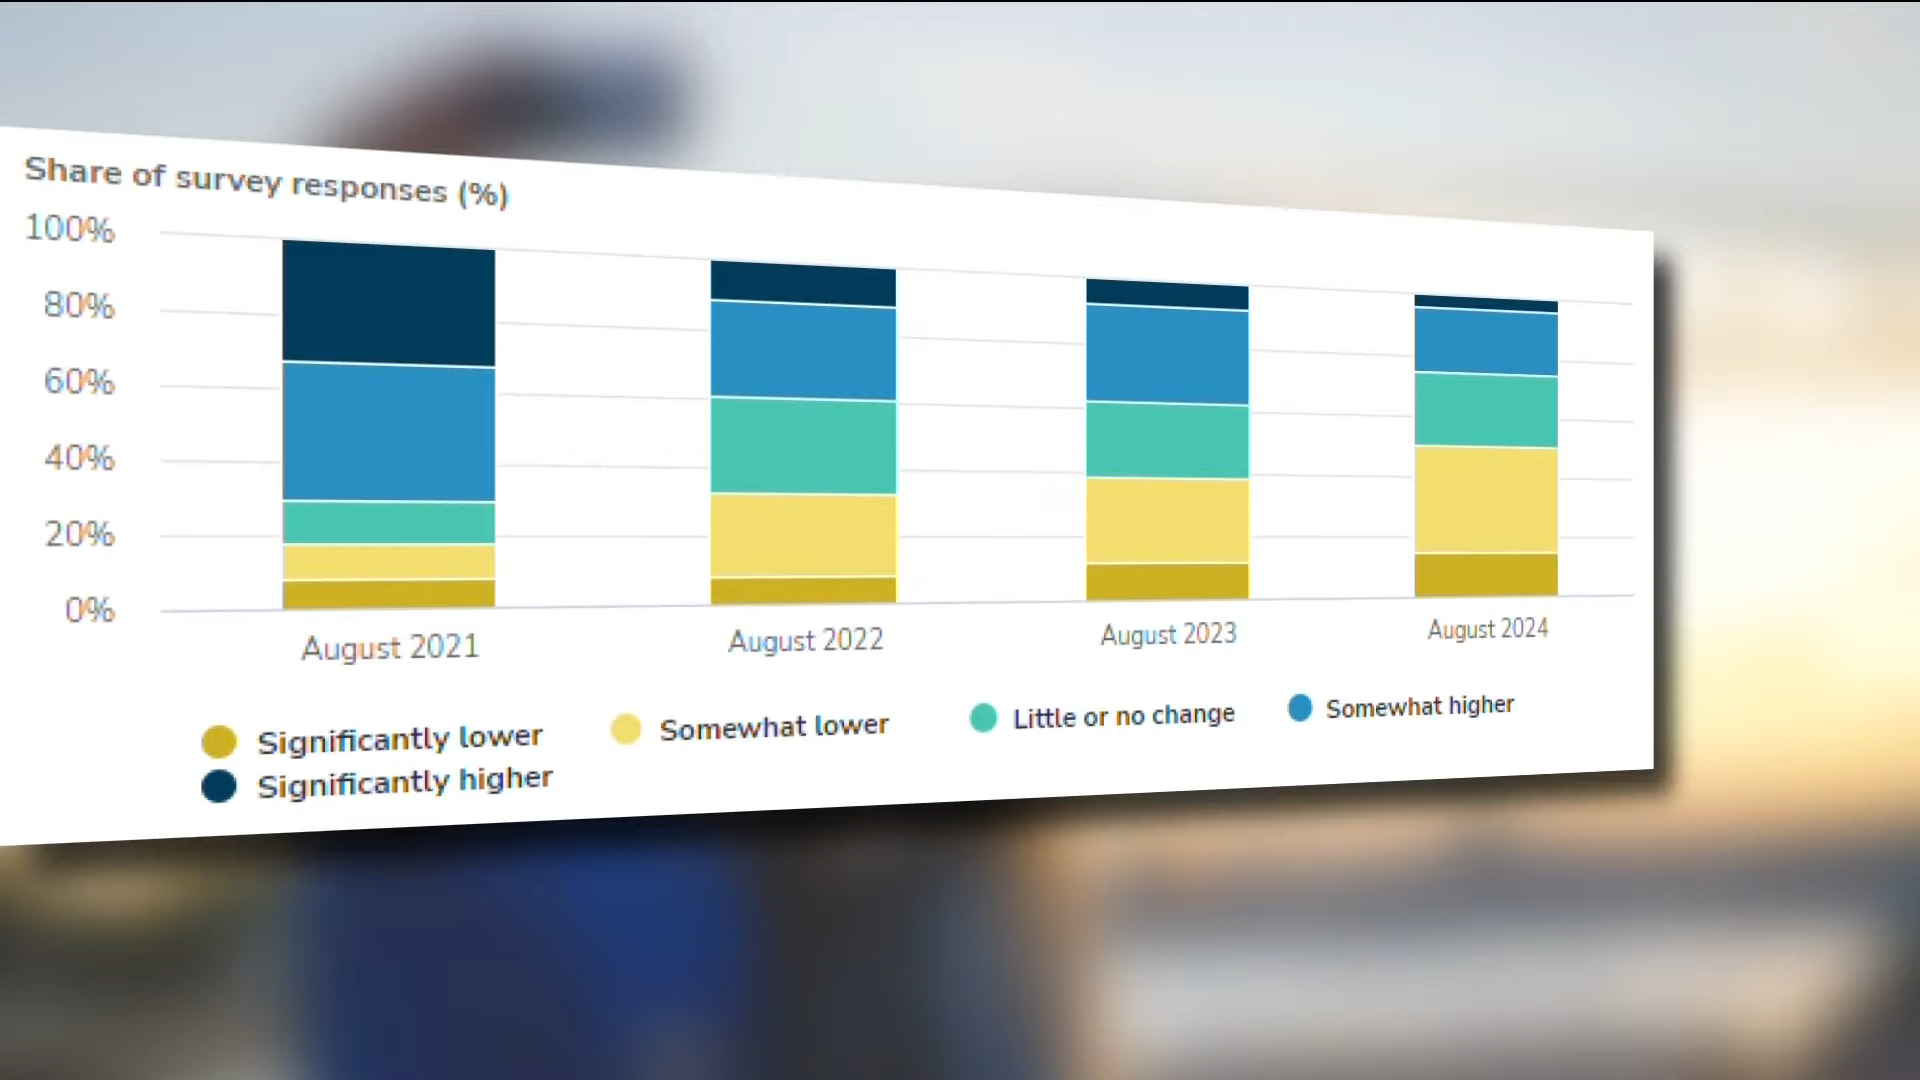 Share of survey responses (%)
100%
80%
60%
40%
20%
0%
August 2021 August 2022 August 2023 August 2024
Significantly lower Somewhat lower Little or no change Somewhat higher
Significantly higher